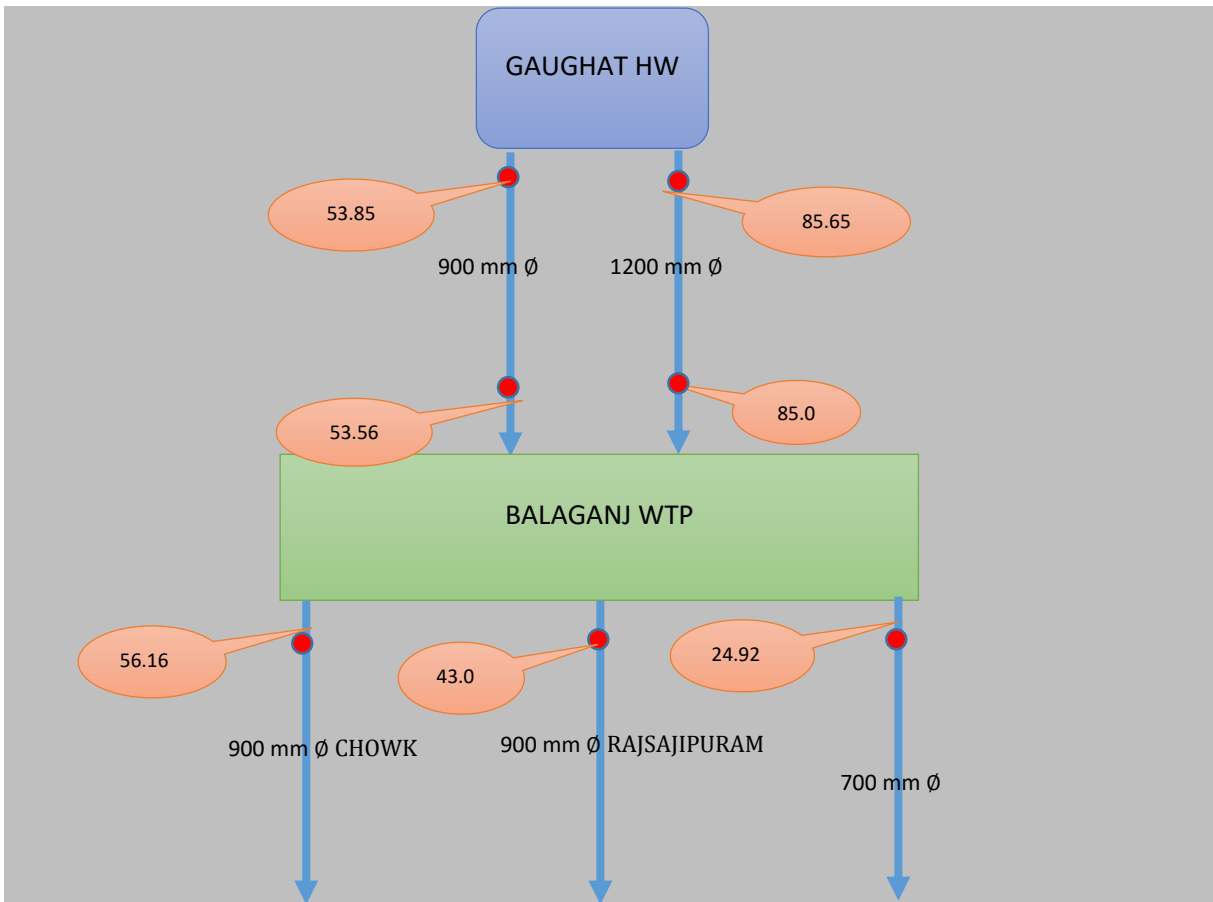 GAUGHAT HW
53.85
85.65
900 mm Ø
1200 mm Ø
53.56
85.0
BALAGANJ WTP
56.16
43.0
24.92
900 mm Ø CHOWK
900 mm Ø RAJSAJIPURAM
700 mm Ø